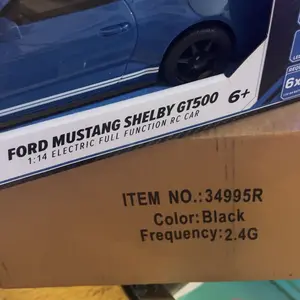 FORD MUSTANG SHELBY GT500 6+
1:14 ELECTRIC FULL FUNCTION RC CAR
6x
ITEM NO.:34995R
Color:Black
Frequency:2.4G